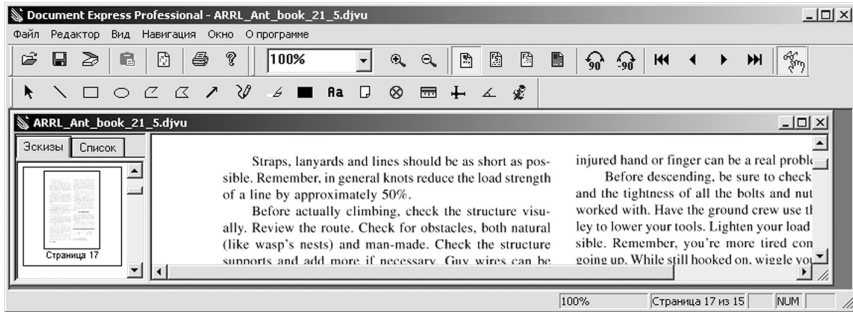 Document Express Professional - ARRL_Ant_book_21_5.djvu
Файл Редактор Вид Навигация Окно О программе
100%
90 -90
Aa
ARRL_Ant_book_21_5.djvu
Эскизы Список
Страница 17
Straps, lanyards and lines should be as short as pos-
sible. Remember, in general knots reduce the load strength
of a line by approximately 50%.
Before actually climbing, check the structure visu-
ally. Review the route. Check for obstacles, both natural
(like wasp's nests) and man-made. Check the structure
supports and add more if necessary. Guy wires can be
injured hand or finger can be a real
Before descending, be sure to check
and the tightness of all the bolts and
worked with. Have the ground crew use
ley to lower your tools. Lighten your load
sible. Remember, you're more tired
going up. While still hooked on, wiggle
100% Страница 17 из 15 NUM